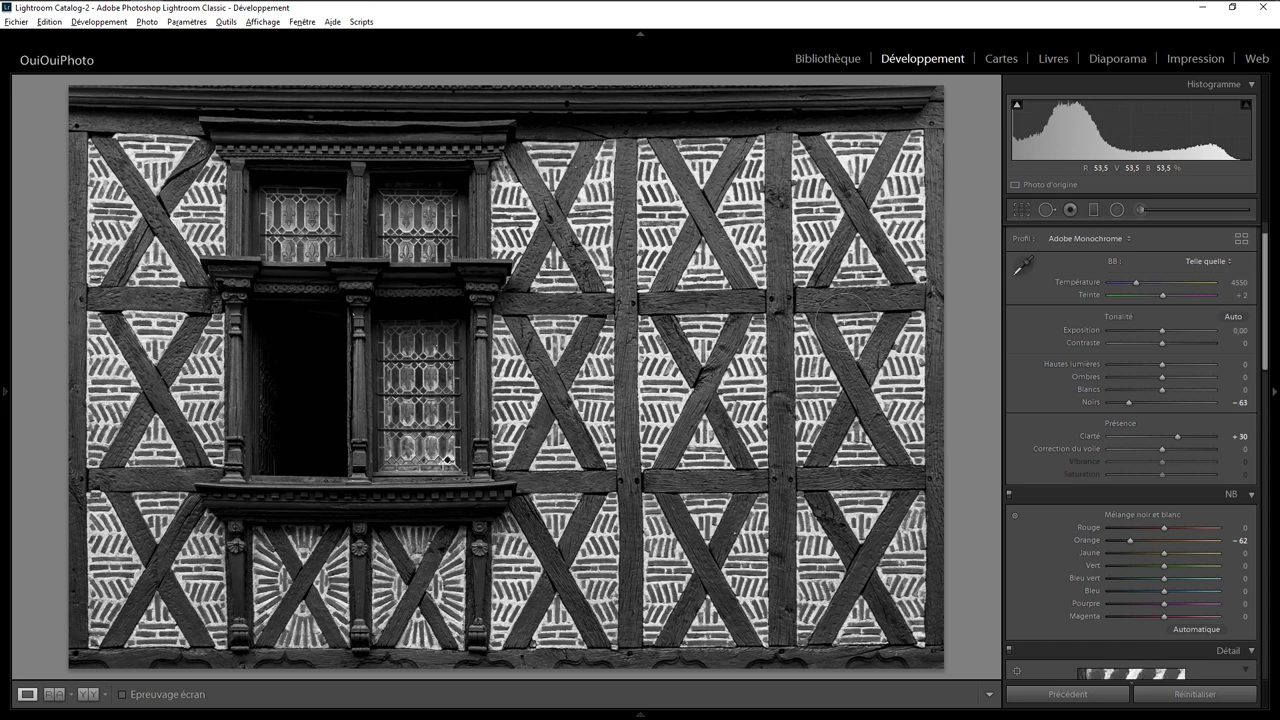 Lightroom Catalog-2 - Adobe Photoshop Lightroom Classic - Développement
Fichier Edition Développement Photo Paramètres Outils Affichage Fenêtre Aide Scripts
OuiOuiPhoto
Bibliothèque Développement Cartes Livres Diaporama Impression Web
Histogramme
R 53,5 V 53,5 B 53,5 %
Photo d'origine
Profil : Adobe Monochrome
BB : Telle quelle
Température 4550
Teinte + 2
Tonalité Auto
Exposition 0,00
Contraste 0
Hautes lumières 0
Ombres 0
Blancs 0
Noirs - 63
Présence
Clarté + 30
Correction du voile 0
Vibrance 0
Saturation 0
NB
Mélange noir et blanc
Rouge 0
Orange - 62
Jaune 0
Vert 0
Bleu vert 0
Bleu 0
Pourpre 0
Magenta 0
Automatique
Détail
RA YY Epreuvage écran
Précédent Réinitialiser